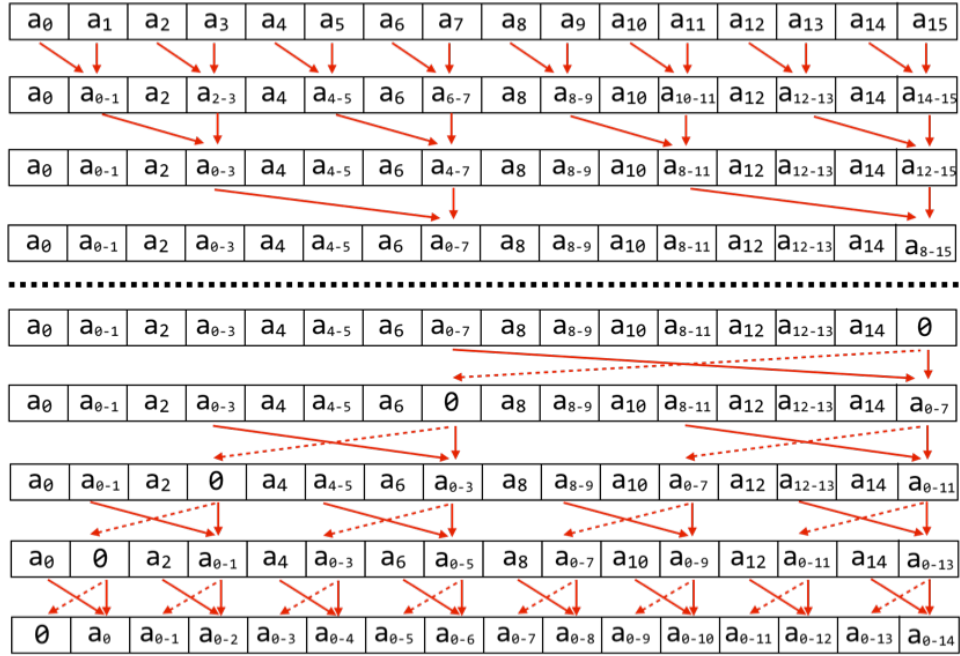 a₀ a₁ a₂ a₃ a₄ a₅ a₆ a₇ a₈ a₉ a₁₀ a₁₁ a₁₂ a₁₃ a₁₄ a₁₅
a₀ a₀₋₁ a₂ a₂₋₃ a₄ a₄₋₅ a₆ a₆₋₇ a₈ a₈₋₉ a₁₀ a₁₀₋₁₁ a₁₂ a₁₂₋₁₃ a₁₄ a₁₄₋₁₅
a₀ a₀₋₁ a₂ a₀₋₃ a₄ a₄₋₅ a₆ a₄₋₇ a₈ a₈₋₉ a₁₀ a₈₋₁₁ a₁₂ a₁₂₋₁₃ a₁₄ a₁₂₋₁₅
a₀ a₀₋₁ a₂ a₀₋₃ a₄ a₄₋₅ a₆ a₀₋₇ a₈ a₈₋₉ a₁₀ a₈₋₁₁ a₁₂ a₁₂₋₁₃ a₁₄ a₈₋₁₅
a₀ a₀₋₁ a₂ a₀₋₃ a₄ a₄₋₅ a₆ a₀₋₇ a₈ a₈₋₉ a₁₀ a₈₋₁₁ a₁₂ a₁₂₋₁₃ a₁₄ 0
a₀ a₀₋₁ a₂ a₀₋₃ a₄ a₄₋₅ a₆ 0 a₈ a₈₋₉ a₁₀ a₈₋₁₁ a₁₂ a₁₂₋₁₃ a₁₄ a₀₋₇
a₀ a₀₋₁ a₂ 0 a₄ a₄₋₅ a₆ a₀₋₃ a₈ a₈₋₉ a₁₀ a₀₋₇ a₁₂ a₁₂₋₁₃ a₁₄ a₀₋₁₁
a₀ 0 a₂ a₀₋₁ a₄ a₀₋₃ a₆ a₀₋₅ a₈ a₀₋₇ a₁₀ a₀₋₉ a₁₂ a₀₋₁₁ a₁₄ a₀₋₁₃
0 a₀ a₀₋₁ a₀₋₂ a₀₋₃ a₀₋₄ a₀₋₅ a₀₋₆ a₀₋₇ a₀₋₈ a₀₋₉ a₀₋₁₀ a₀₋₁₁ a₀₋₁₂ a₀₋₁₃ a₀₋₁₄